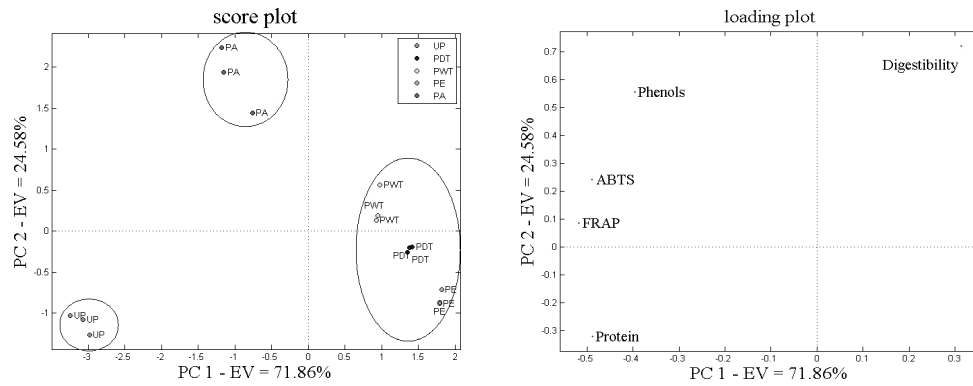 score plot
2
1.5
1
0.5
0
-0.5
-1
PC 2 - EV = 24.58%
PA
PA
PA
UP
PDT
PWT
PE
PA
PWT
PWT
PWT
PDT
PDT
PDT
PE
PE
PE
UP
UP
UP
-3 -2.5 -2 -1.5 -1 -0.5 0 0.5 1 1.5 2
PC 1 - EV = 71.86%
loading plot
0.7
0.6
0.5
0.4
0.3
0.2
0.1
0
-0.1
-0.2
-0.3
PC 2 - EV = 24.58%
Digestibility
Phenols
ABTS
FRAP
Protein
-0.5 -0.4 -0.3 -0.2 -0.1 0 0.1 0.2 0.3
PC 1 - EV = 71.86%